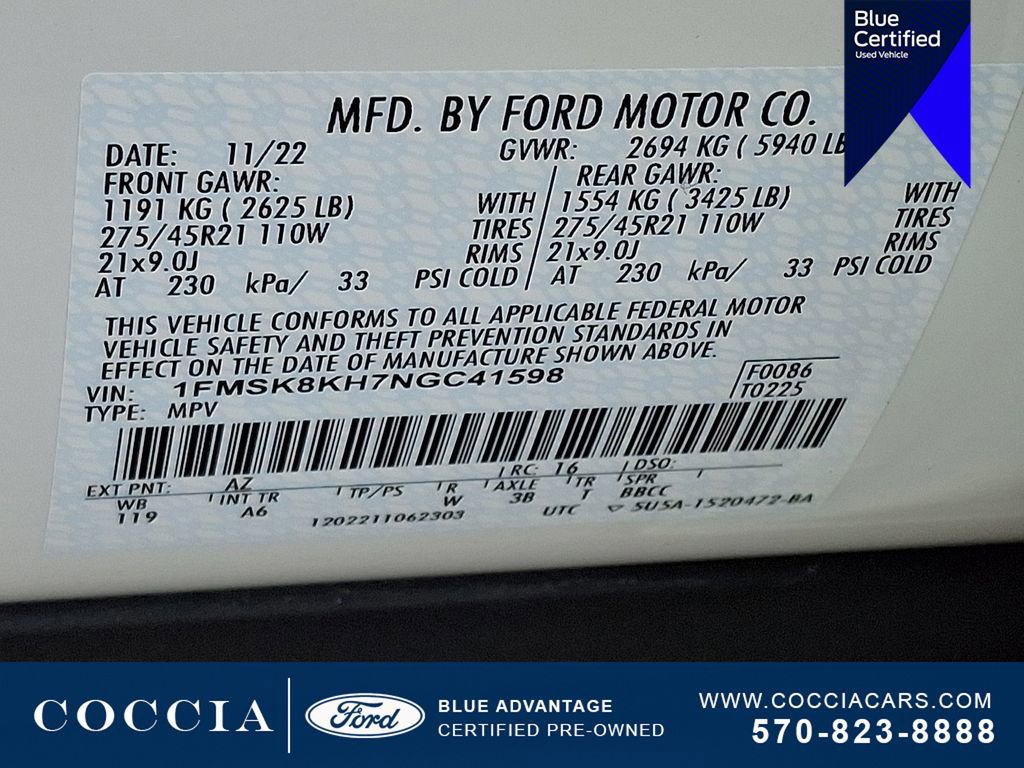 Blue
Certified
Used Vehicle
MFD. BY FORD MOTOR CO.
DATE: 11/22 GVWR: 2694 KG ( 5940 LB
FRONT GAWR: REAR GAWR:
1191 KG ( 2625 LB) WITH 1554 KG ( 3425 LB) WITH
275/45R21 110W TIRES 275/45R21 110W TIRES
21x9.0J RIMS 21x9.0J RIMS
AT 230 kPa/ 33 PSI COLD AT 230 kPa/ 33 PSI COLD
THIS VEHICLE CONFORMS TO ALL APPLICABLE FEDERAL MOTOR
VEHICLE SAFETY AND THEFT PREVENTION STANDARDS IN
EFFECT ON THE DATE OF MANUFACTURE SHOWN ABOVE.
VIN: 1FMSK8KH7NGC41598 F0086
TYPE: MPV T0225
EXT PNT: AZ RC: 16 DSO:
WB INT TR TP/PS R AXLE TR SPR
119 A6 W 3B T BBCC
1202211062303 UTC 5U5A-1520472-BA
COCCIA Ford BLUE ADVANTAGE
CERTIFIED PRE-OWNED
WWW.COCCIACARS.COM
570-823-8888